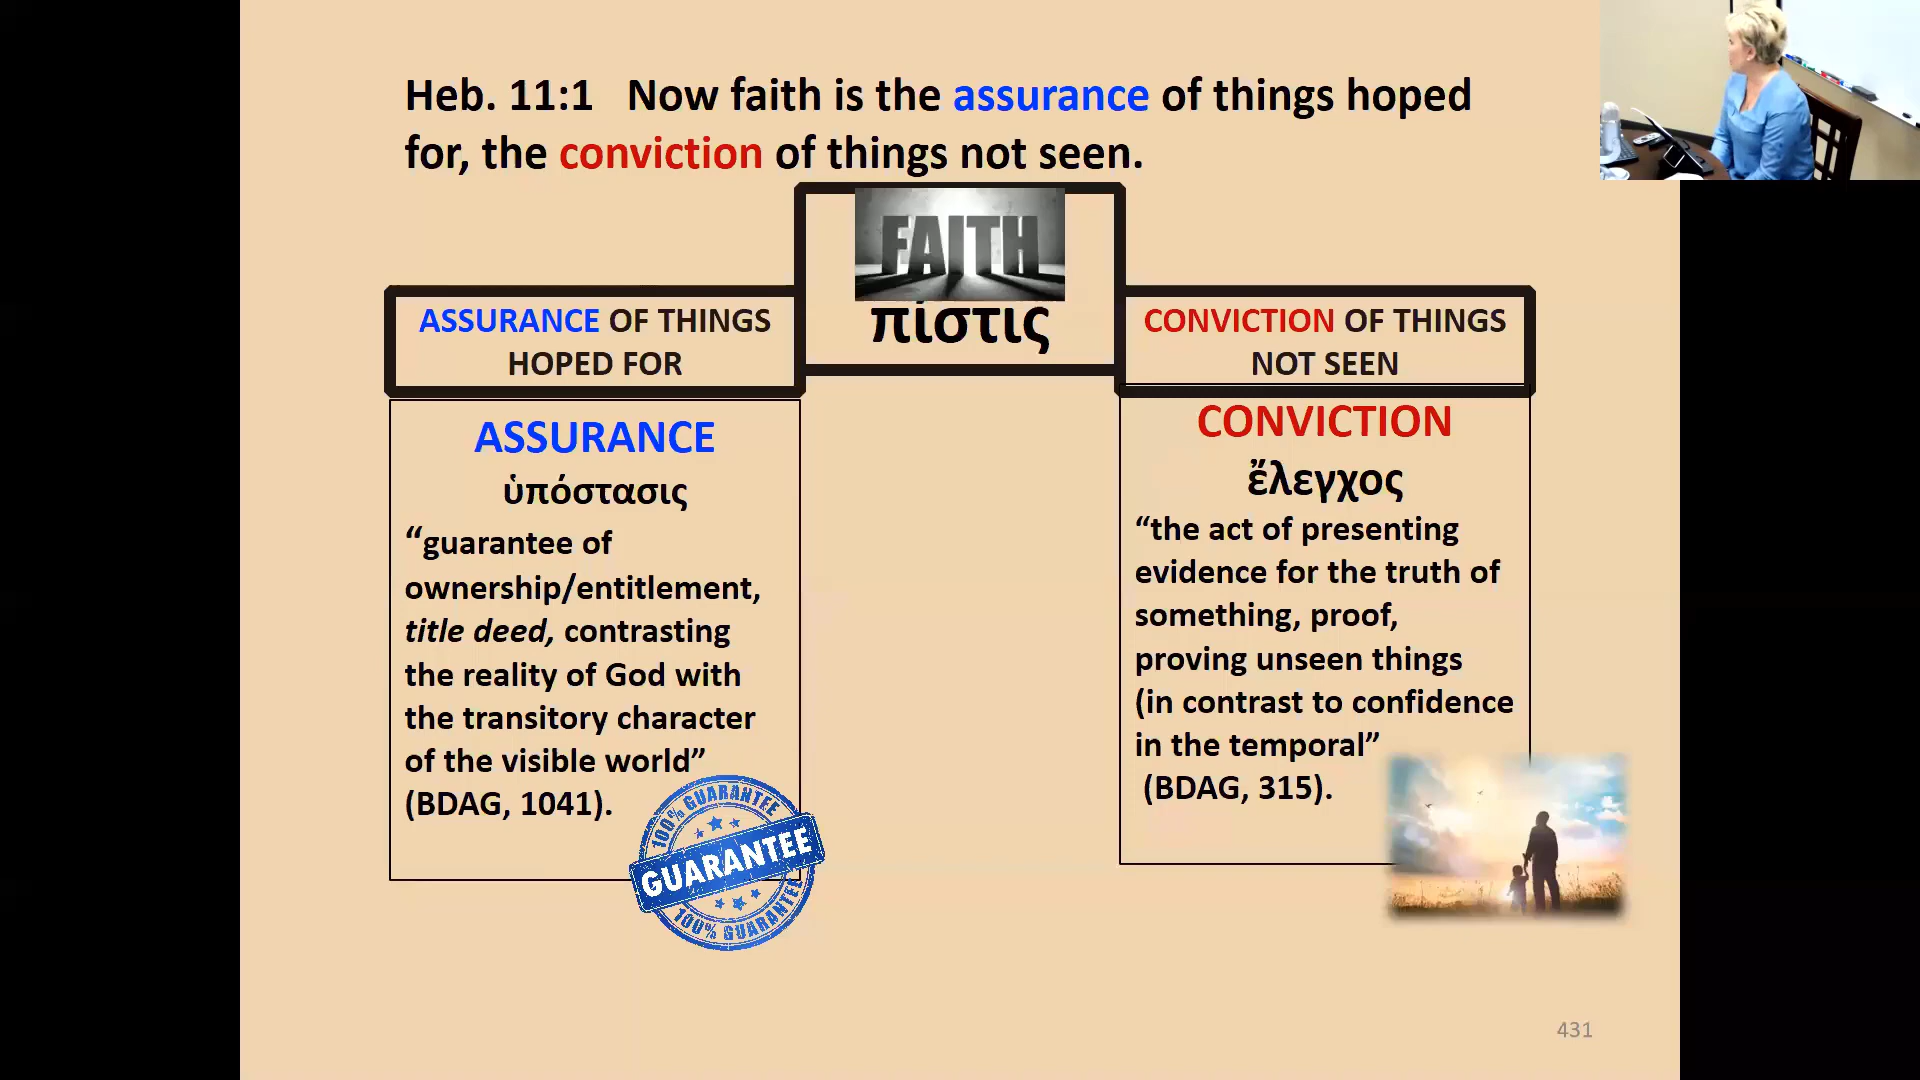 Heb. 11:1 Now faith is the assurance of things hoped
for, the conviction of things not seen.
FAITH
πίστις
ASSURANCE OF THINGS
HOPED FOR
CONVICTION OF THINGS
NOT SEEN
ASSURANCE
ὑπόστασις
“guarantee of
ownership/entitlement,
title deed, contrasting
the reality of God with
the transitory character
of the visible world”
(BDAG, 1041).
100% GUARANTEE
GUARANTEE
100% GUARANTEE
CONVICTION
ἔλεγχος
“the act of presenting
evidence for the truth of
something, proof,
proving unseen things
(in contrast to confidence
in the temporal”
(BDAG, 315).
431